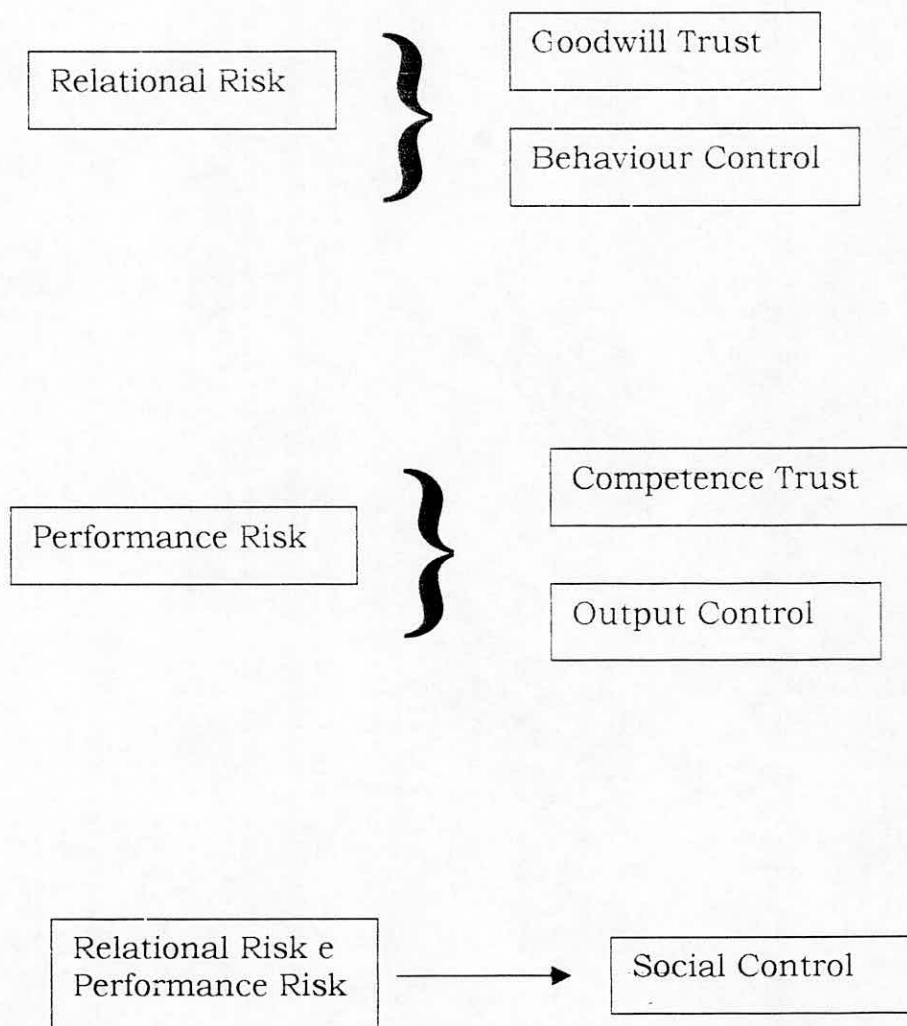 Relational Risk
Goodwill Trust
Behaviour Control
Performance Risk
Competence Trust
Output Control
Relational Risk e
Performance Risk
Social Control